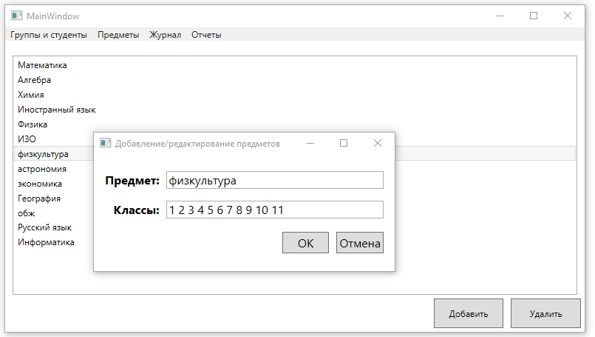 MainWindow
Группы и студенты Предметы Журнал Отчеты
Математика
Алгебра
Химия
Иностранный язык
Физика
ИЗО
физкультура
астрономия
экономика
География
обж
Русский язык
Информатика
Добавление/редактирование предметов
Предмет: физкультура
Классы: 1 2 3 4 5 6 7 8 9 10 11
ОК Отмена
Добавить Удалить